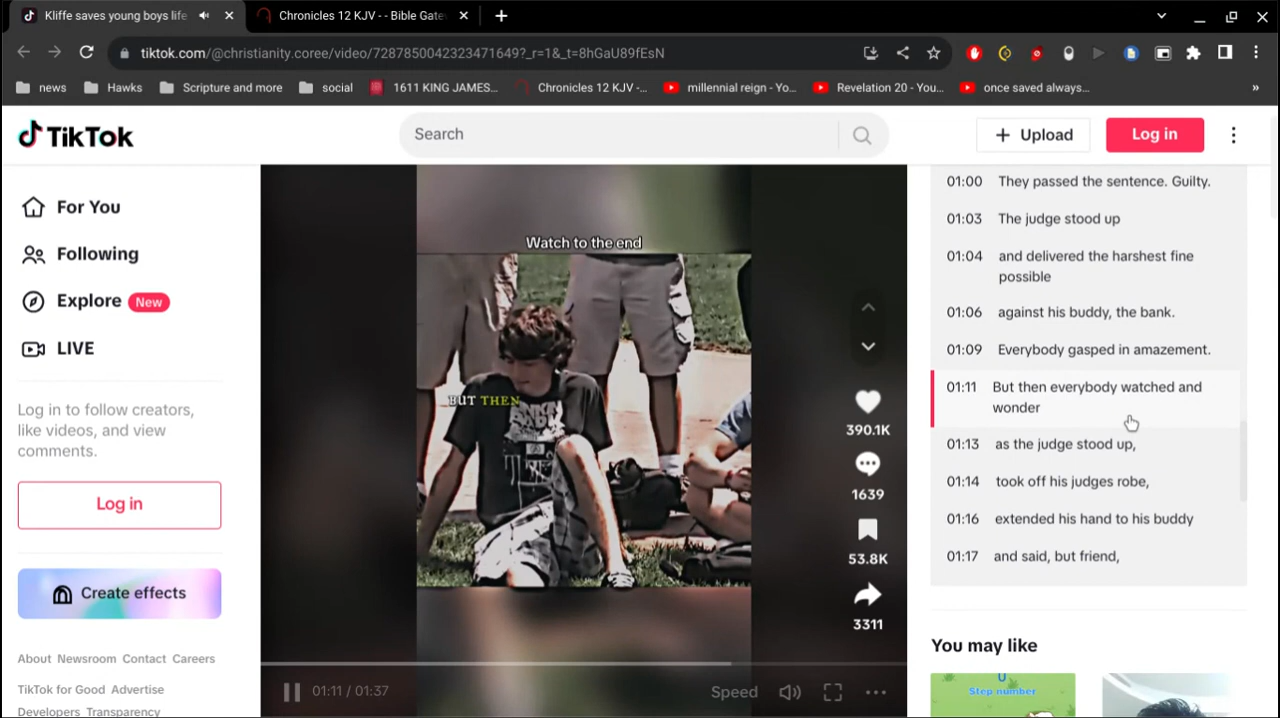 Kliffe saves young boys life
Chronicles 12 KJV - - Bible Gate
tiktok.com/@christianity.coree/video/7287850042323471649?_r=1&_t=8hGaU89fEsN
news
Hawks
Scripture and more
social
1611 KING JAMES...
Chronicles 12 KJV -...
millennial reign - Yo...
Revelation 20 - You...
once saved always...
TikTok
Search
Upload
Log in
For You
Following
Explore New
LIVE
Log in to follow creators,
like videos, and view
comments.
Log in
Create effects
About Newsroom Contact Careers
TikTok for Good Advertise
Developers Transparency
Watch to the end
BUT THEN
390.1K
1639
53.8K
3311
01:11 / 01:37
Speed
01:00 They passed the sentence. Guilty.
01:03 The judge stood up
01:04 and delivered the harshest fine
possible
01:06 against his buddy, the bank.
01:09 Everybody gasped in amazement.
01:11 But then everybody watched and
wonder
01:13 as the judge stood up,
01:14 took off his judges robe,
01:16 extended his hand to his buddy
01:17 and said, but friend,
You may like
U
Step number